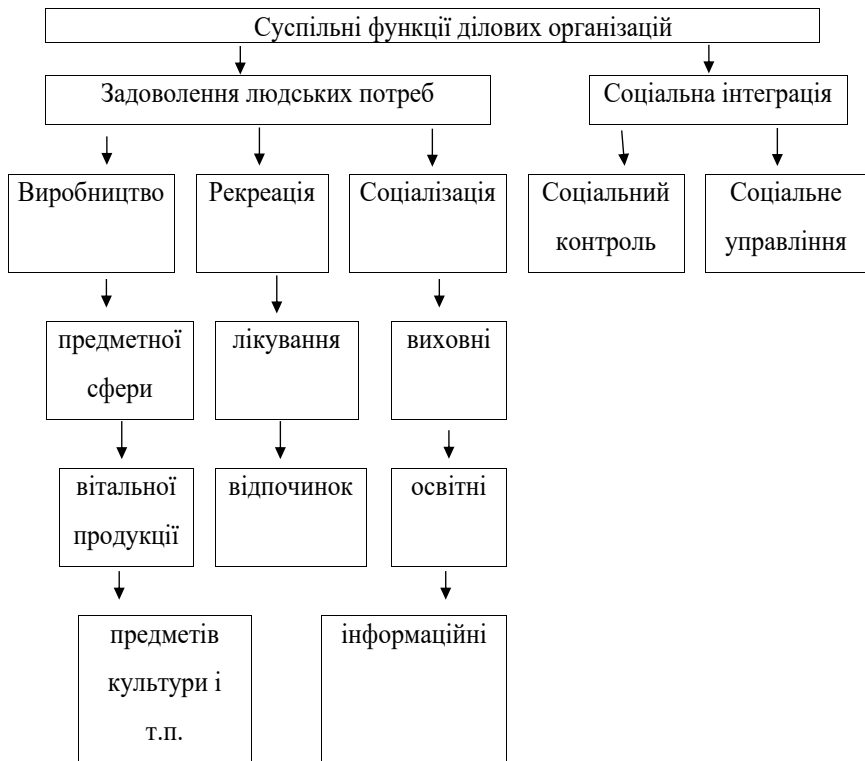 Суспільні функції ділових організацій
Задоволення людських потреб
Соціальна інтеграція
Виробництво
Рекреація
Соціалізація
Соціальний
контроль
Соціальне
управління
предметної
сфери
лікування
виховні
вітальної
продукції
відпочинок
освітні
предметів
культури і
т.п.
інформаційні